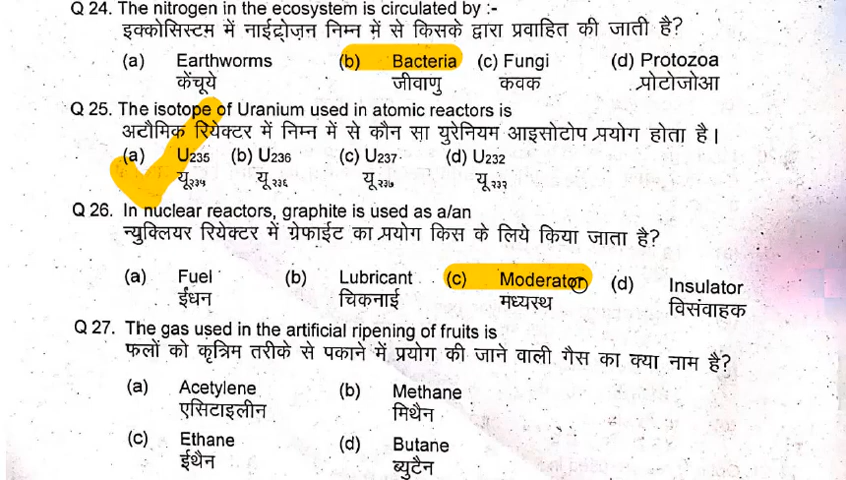 Q 24. The nitrogen in the ecosystem is circulated by :-
इक्कोसिस्टम में नाईट्रोज़न निम्न में से किसके द्वारा प्रवाहित की जाती है?
(a) Earthworms (b) Bacteria (c) Fungi (d) Protozoa
केंचूये जीवाणु कवक प्रोटोजोआ
Q 25. The isotope of Uranium used in atomic reactors is
अटौमिक रियेक्टर में निम्न में से कौन सा युरेनियम आइसोटोप प्रयोग होता है।
(a) U235 (b) U236 (c) U237 (d) U232
यू२३५ यू२३६ यू२३७ यू२३२
Q 26. In nuclear reactors, graphite is used as a/an
न्युक्लियर रियेक्टर में ग्रेफाईट का प्रयोग किस के लिये किया जाता है?
(a) Fuel (b) Lubricant (c) Moderator (d) Insulator
ईंधन चिकनाई मध्यस्थ विसंवाहक
Q 27. The gas used in the artificial ripening of fruits is
फलों को कृत्रिम तरीके से पकाने में प्रयोग की जाने वाली गैस का क्या नाम है?
(a) Acetylene (b) Methane
एसिटाइलीन मिथैन
(c) Ethane (d) Butane
ईथैन ब्युटैन